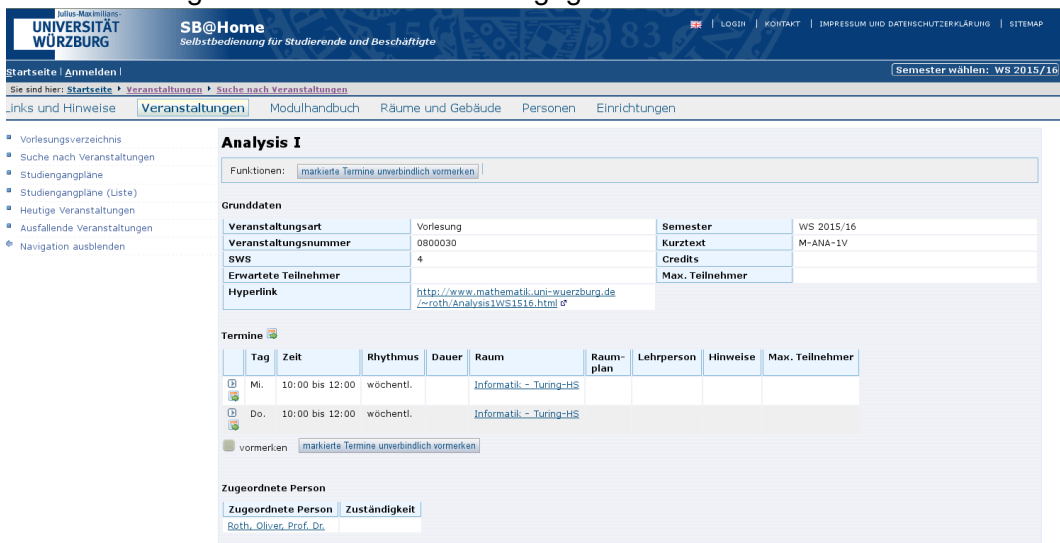 Julius-Maximilians-
UNIVERSITÄT
WÜRZBURG
SB@Home
Selbstbedienung für Studierende und Beschäftigte
| LOGIN | KONTAKT | IMPRESSUM UND DATENSCHUTZERKLÄRUNG | SITEMAP
Startseite | Anmelden |
Semester wählen: WS 2015/16
Sie sind hier: Startseite Veranstaltungen Suche nach Veranstaltungen
Links und Hinweise Veranstaltungen Modulhandbuch Räume und Gebäude Personen Einrichtungen
Vorlesungsverzeichnis
Suche nach Veranstaltungen
Studiengangpläne
Studiengangpläne (Liste)
Heutige Veranstaltungen
Ausfallende Veranstaltungen
Navigation ausblenden
Analysis I
Funktionen: markierte Termine unverbindlich vormerken
Grunddaten
Veranstaltungsart Vorlesung Semester WS 2015/16
Veranstaltungsnummer 0800030 Kurztext M-ANA-1V
SWS 4 Credits
Erwartete Teilnehmer Max. Teilnehmer
Hyperlink http://www.mathematik.uni-wuerzburg.de
/~roth/Analysis1WS1516.html
Termine
Tag Zeit Rhythmus Dauer Raum Raum- Lehrperson Hinweise Max. Teilnehmer
plan
Mi. 10:00 bis 12:00 wöchentl. Informatik - Turing-HS
Do. 10:00 bis 12:00 wöchentl. Informatik - Turing-HS
vormerken markierte Termine unverbindlich vormerken
Zugeordnete Person
Zugeordnete Person Zuständigkeit
Roth, Oliver, Prof. Dr.